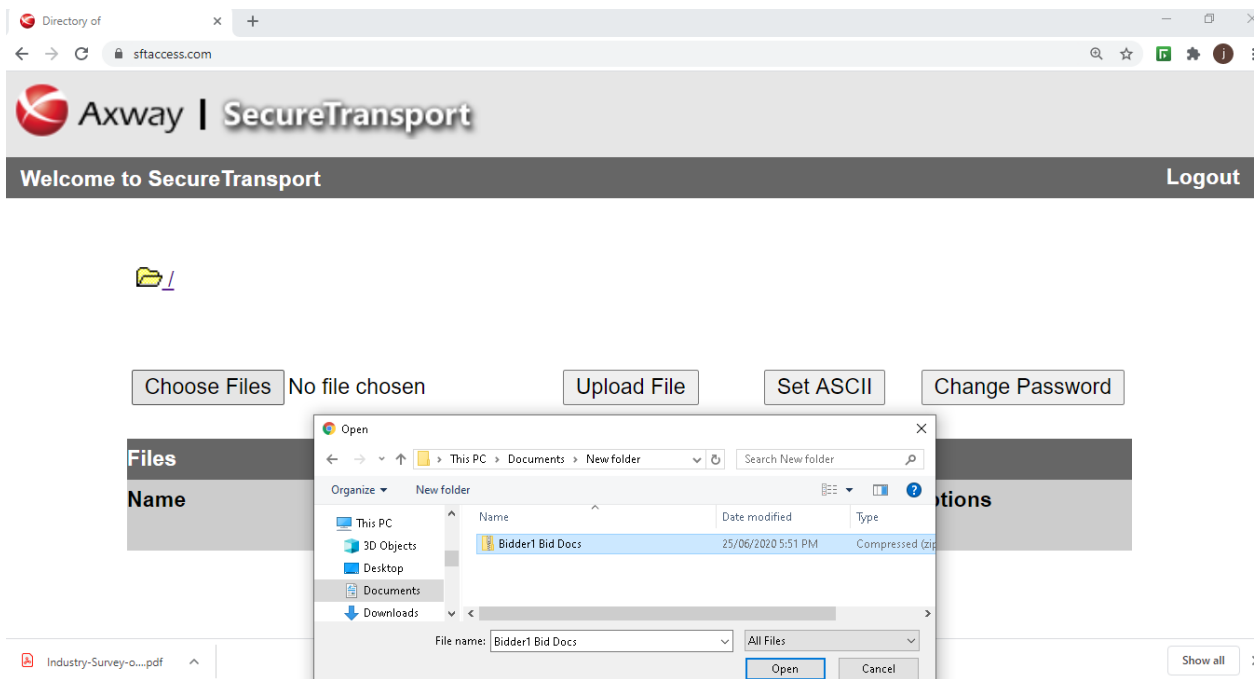 Directory of
sftaccess.com
j
Axway | SecureTransport
Welcome to SecureTransport Logout
/
Choose Files No file chosen Upload File Set ASCII Change Password
Open
This PC > Documents > New folder Search New folder
Organize New folder
Files
Name
This PC
3D Objects
Desktop
Documents
Downloads
Name Date modified Type
Bidder1 Bid Docs 25/06/2020 5:51 PM Compressed (zip
File name: Bidder1 Bid Docs All Files
Open Cancel
Industry-Survey-o....pdf Show all